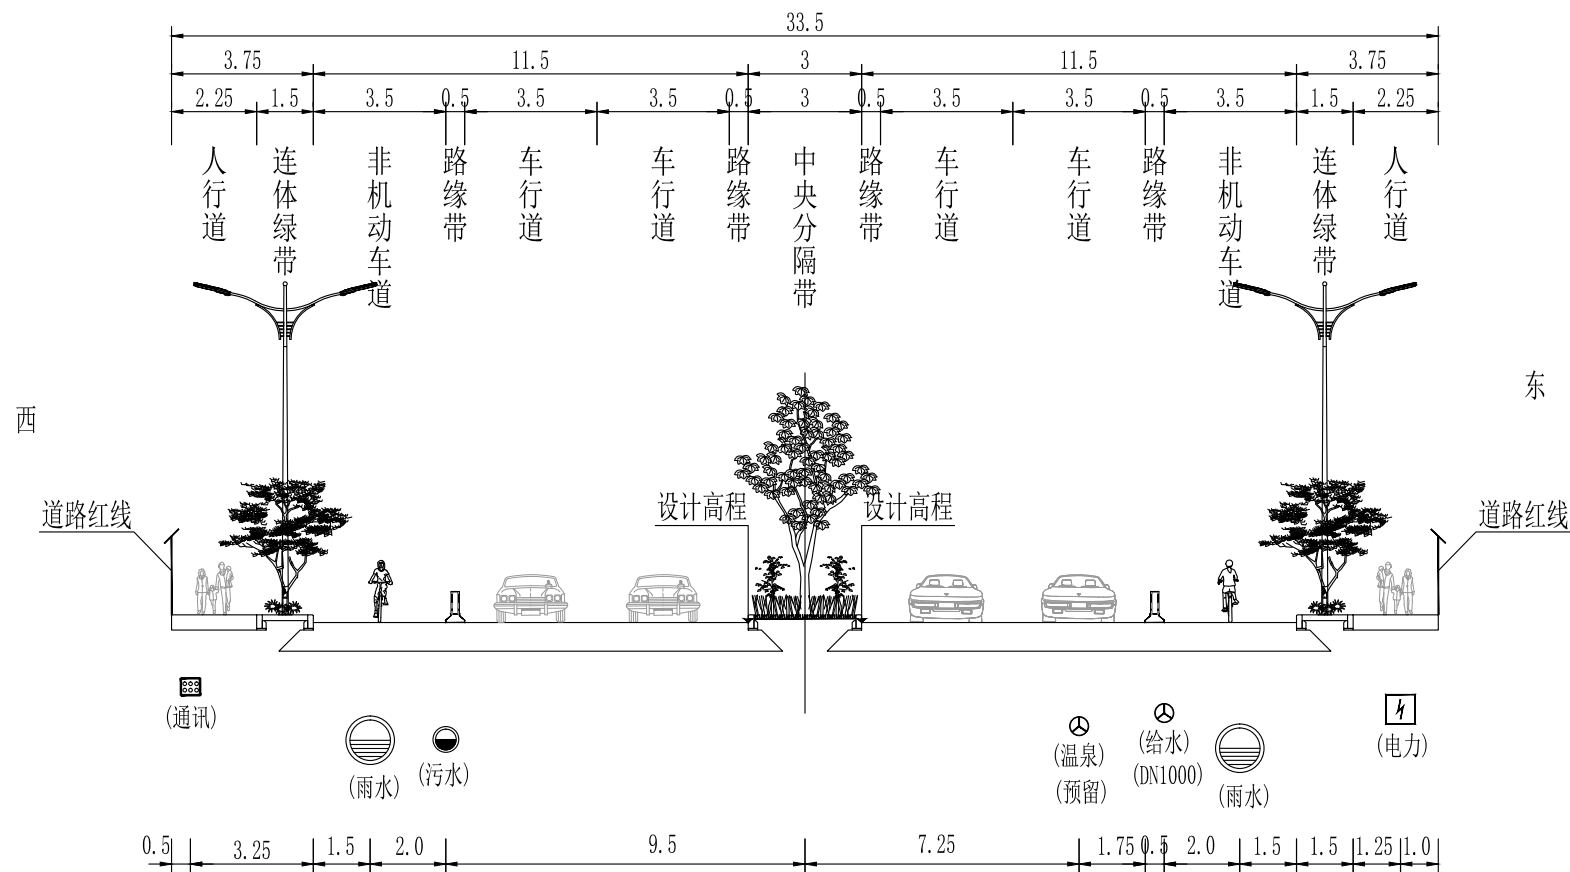 33.5
3.75 11.5 3 11.5 3.75
2.25 1.5 3.5 0.5 3.5 3.5 0.5 3 0.5 3.5 3.5 0.5 3.5 1.5 2.25
人行道
连体绿带
非机动车道
路缘带
车行道
车行道
路缘带
中央分隔带
路缘带
车行道
车行道
路缘带
非机动车道
连体绿带
人行道
西
东
道路红线
设计高程
设计高程
道路红线
(通讯)
(雨水)
(污水)
(温泉)
(预留)
(给水)
(DN1000)
(雨水)
(电力)
0.5 3.25 1.5 2.0 9.5 7.25 1.75 0.5 2.0 1.5 1.5 1.25 1.0